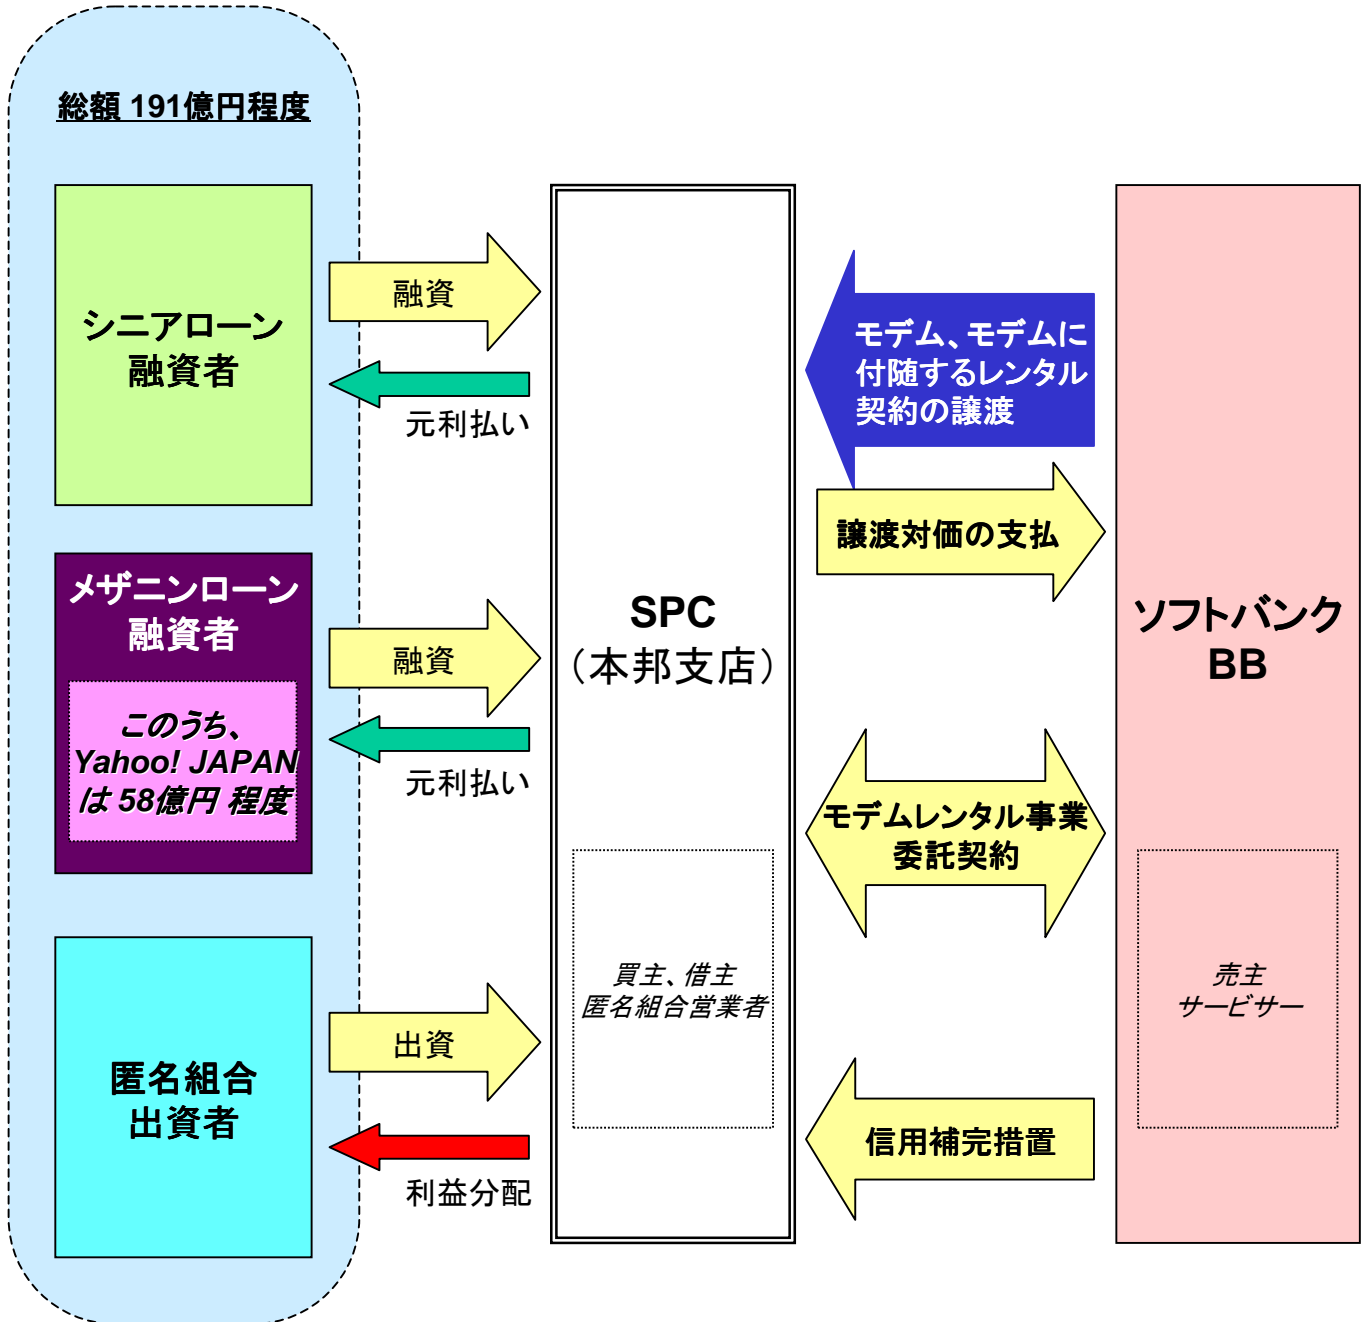 総額 191億円程度
シニアローン
融資者
融資
元利払い
メザニンローン
融資者
このうち、
Yahoo! JAPAN
は 58億円 程度
融資
元利払い
匿名組合
出資者
出資
利益分配
SPC
（本邦支店）
買主、借主
匿名組合営業者
モデム、モデムに
付随するレンタル
契約の譲渡
譲渡対価の支払
モデムレンタル事業
委託契約
信用補完措置
ソフトバンク
BB
売主
サービサー